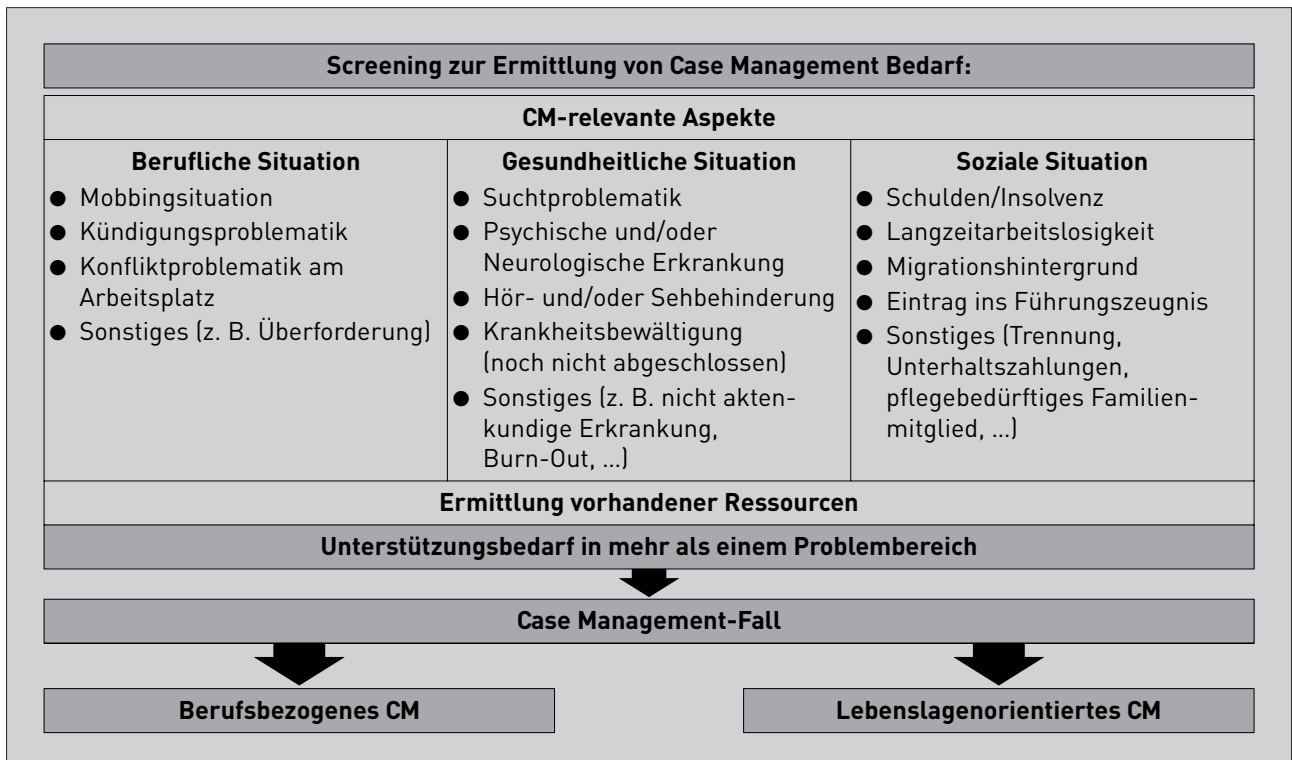 Screening zur Ermittlung von Case Management Bedarf:
CM-relevante Aspekte
Berufliche Situation
● Mobbingsituation
● Kündigungsproblematik
● Konfliktproblematik am
Arbeitsplatz
● Sonstiges (z. B. Überforderung)
Gesundheitliche Situation
● Suchtproblematik
● Psychische und/oder
Neurologische Erkrankung
● Hör- und/oder Sehbehinderung
● Krankheitsbewältigung
(noch nicht abgeschlossen)
● Sonstiges (z. B. nicht akten-
kundige Erkrankung,
Burn-Out, ...)
Soziale Situation
● Schulden/Insolvenz
● Langzeitarbeitslosigkeit
● Migrationshintergrund
● Eintrag ins Führungszeugnis
● Sonstiges (Trennung,
Unterhaltszahlungen,
pflegebedürftiges Familien-
mitglied, ...)
Ermittlung vorhandener Ressourcen
Unterstützungsbedarf in mehr als einem Problembereich
Case Management-Fall
Berufsbezogenes CM
Lebenslagenorientiertes CM